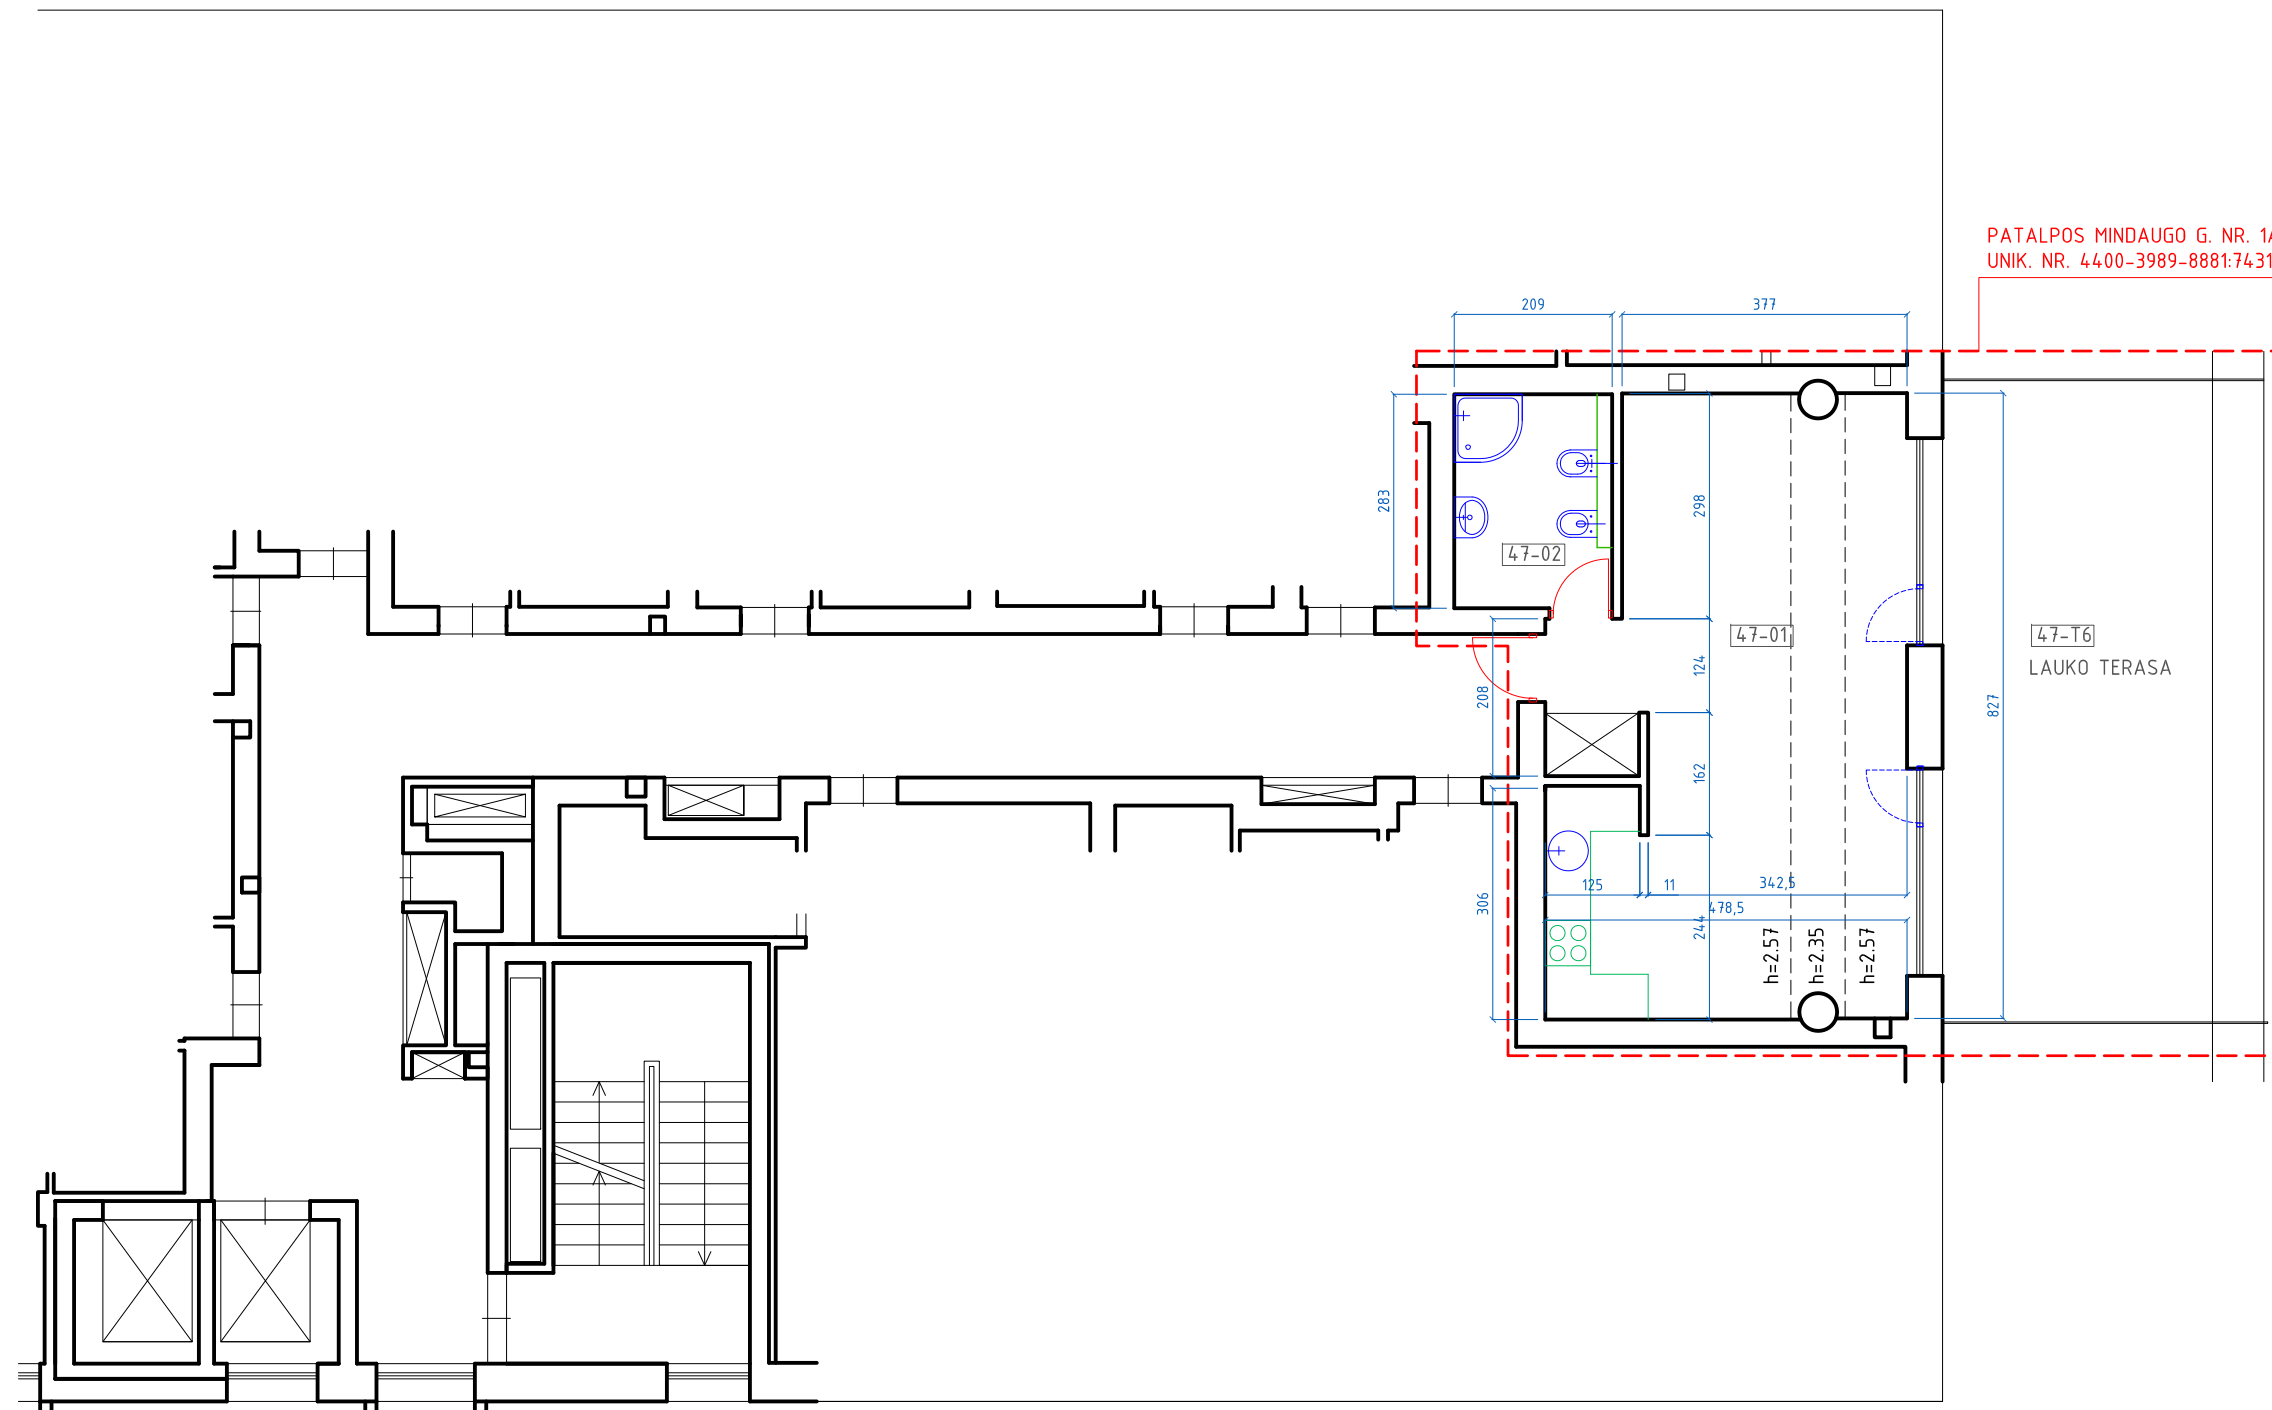 PATALPOS MINDAUGO G. NR. 1A
UNIK. NR. 4400-3989-8881:7431
209
377
283
298
47-02
47-01
47-T6
LAUKO TERASA
124
208
827
162
125
11
342,5
306
478,5
244
h=2.57
h=2.35
h=2.57